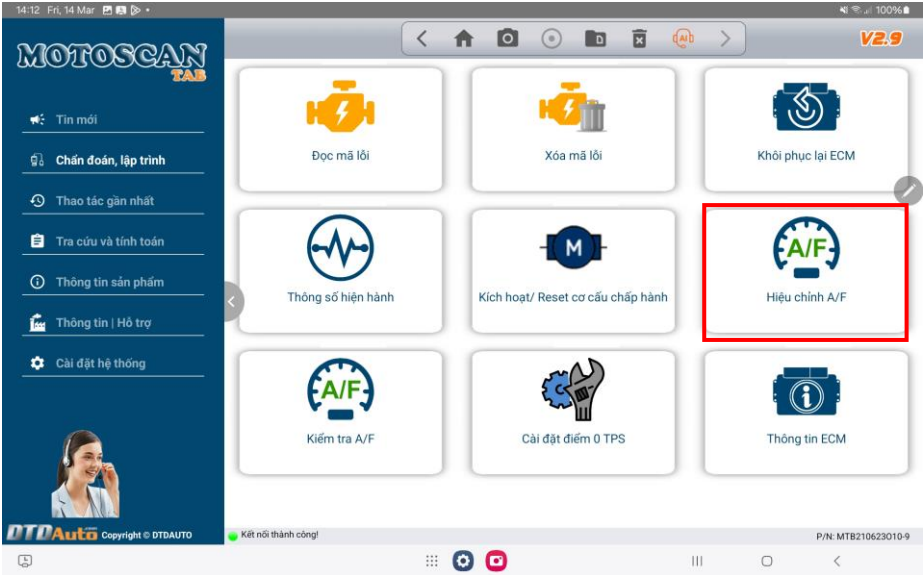 14:12 Fri, 14 Mar
100%
MOTOSCAN
TAB
AI
V2.9
Tin mới
Chẩn đoán, lập trình
Thao tác gần nhất
Tra cứu và tính toán
Thông tin sản phẩm
Thông tin | Hỗ trợ
Cài đặt hệ thống
Đọc mã lỗi
Xóa mã lỗi
Khôi phục lại ECM
Thông số hiện hành
M
Kích hoạt/ Reset cơ cấu chấp hành
A/F
Hiệu chỉnh A/F
A/F
Kiểm tra A/F
Cài đặt điểm 0 TPS
Thông tin ECM
DTDAuto Copyright © DTDAUTO
Kết nối thành công!
P/N: MTB210623010-9